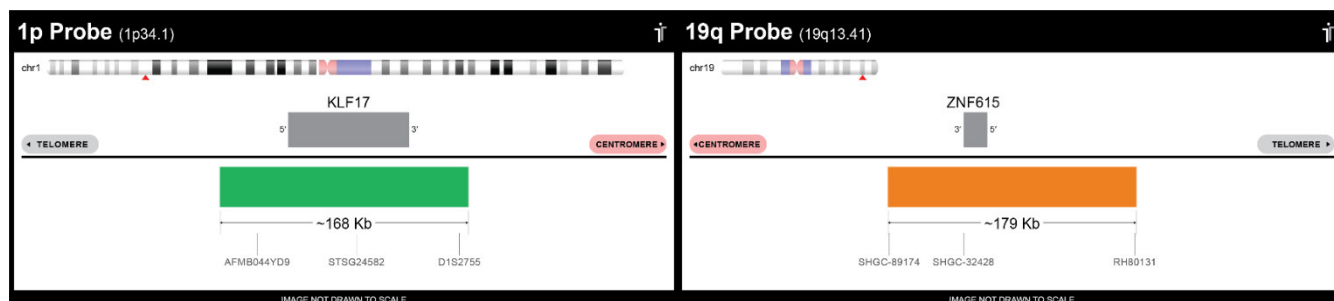 1p Probe (1p34.1)
chr1
KLF17
5' 3'
◂ TELOMERE
CENTROMERE ▸
~168 Kb
AFMB044YD9 STSG24582 D1S2755
IMAGE NOT DRAWN TO SCALE
19q Probe (19q13.41)
chr19
ZNF615
3' 5'
◂CENTROMERE
TELOMERE ▸
~179 Kb
SHGC-89174 SHGC-32428 RH80131
IMAGE NOT DRAWN TO SCALE